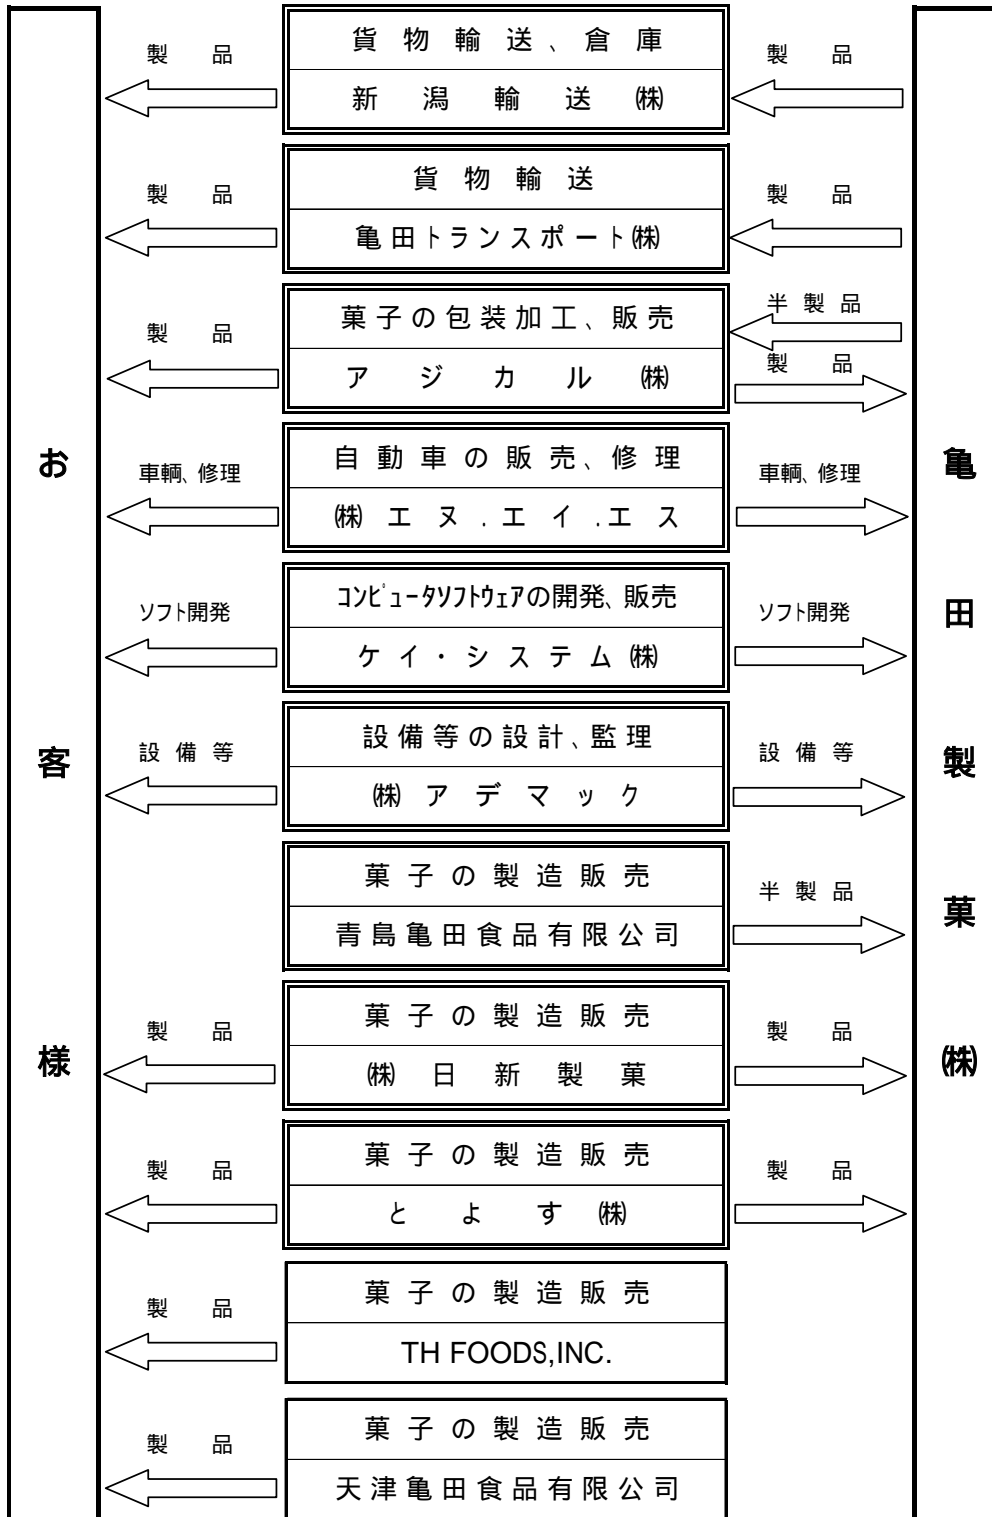 貨物輸送、倉庫
製品
製品
新潟輸送㈱
貨物輸送
製品
製品
亀田トランスポート㈱
菓子の包装加工、販売
製品
半製品
製品
アジカル㈱
自動車の販売、修理
車輌、修理
車輌、修理
㈱エヌ.エイ.エス
コンピュータソフトウェアの開発、販売
ソフト開発
ソフト開発
ケイ・システム㈱
設備等の設計、監理
設備等
設備等
㈱アデマック
菓子の製造販売
半製品
青島亀田食品有限公司
菓子の製造販売
製品
製品
㈱日新製菓
菓子の製造販売
製品
製品
とよす㈱
菓子の製造販売
製品
TH FOODS,INC.
菓子の製造販売
製品
天津亀田食品有限公司
お客様
亀田製菓㈱